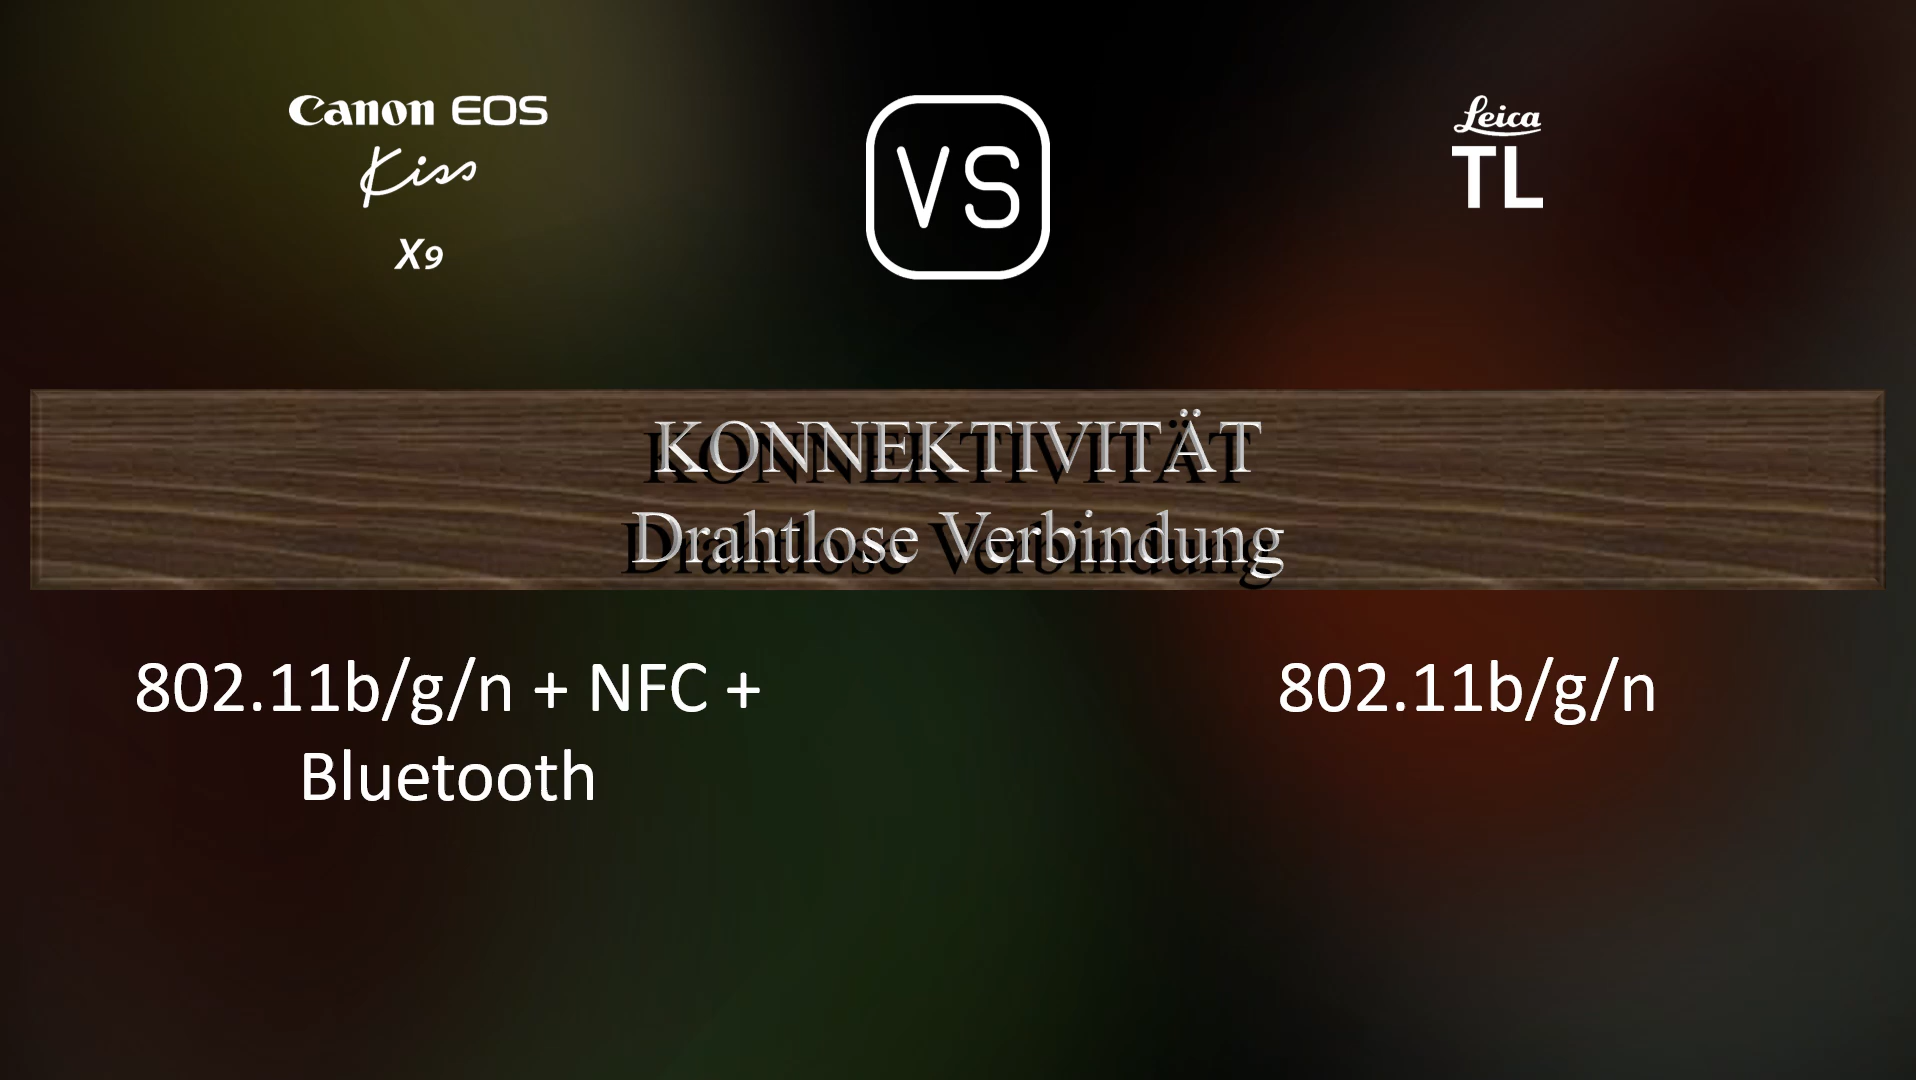 Canon EOS
Kiss
X9
VS
Leica
TL
KONNEKTIVITÄT
Drahtlose Verbindung
802.11b/g/n + NFC +
Bluetooth
802.11b/g/n